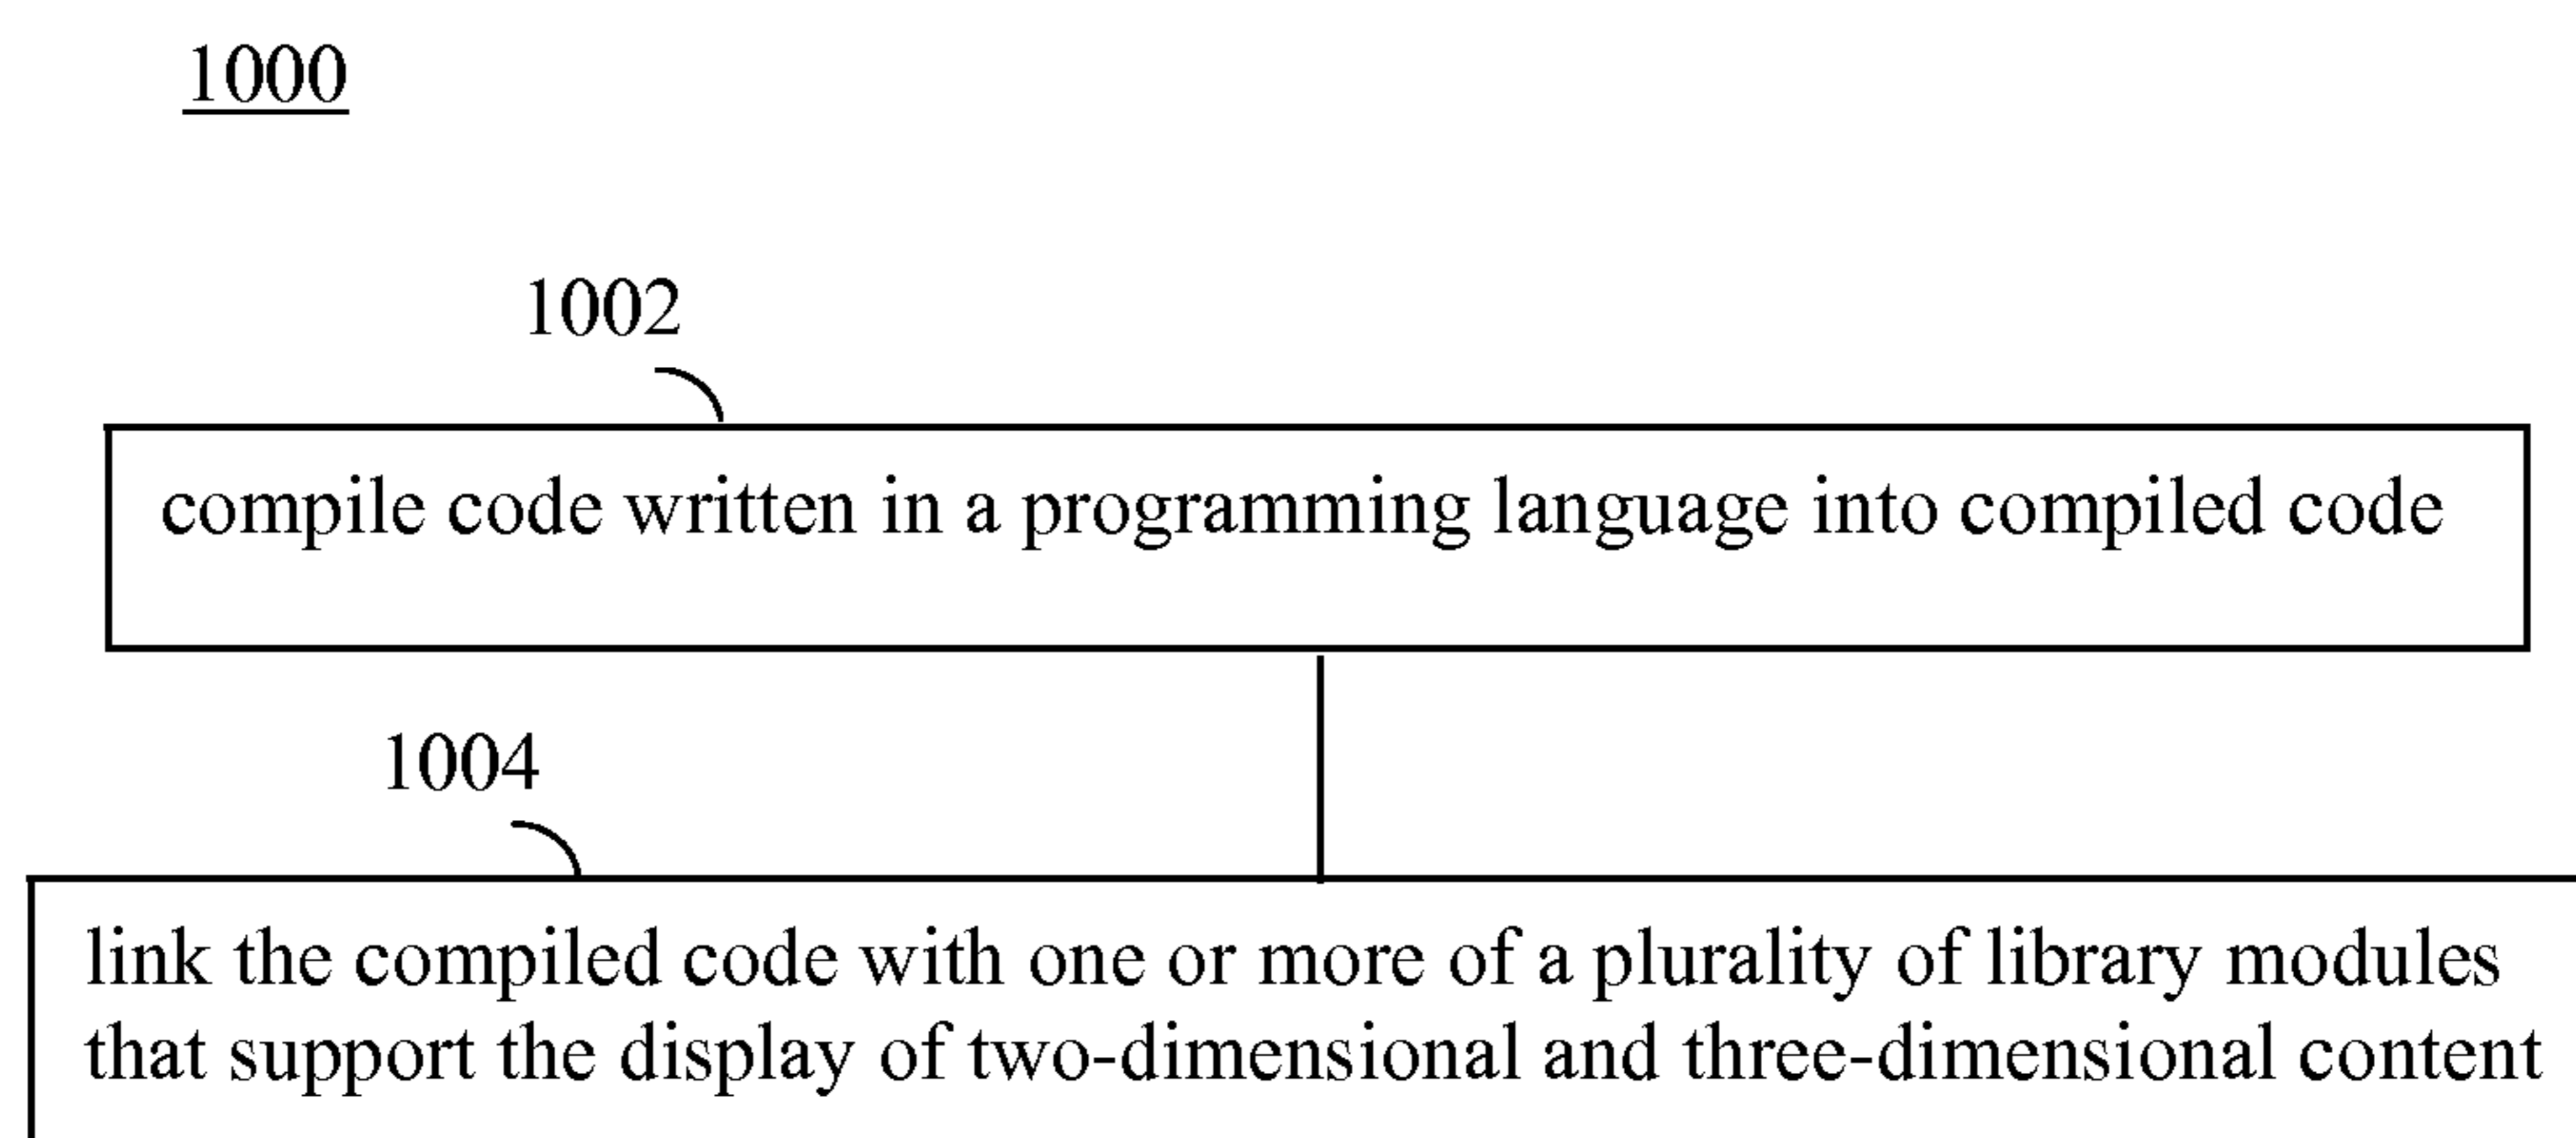 1000
1002
compile code written in a programming language into compiled code
1004
link the compiled code with one or more of a plurality of library modules
that support the display of two-dimensional and three-dimensional content